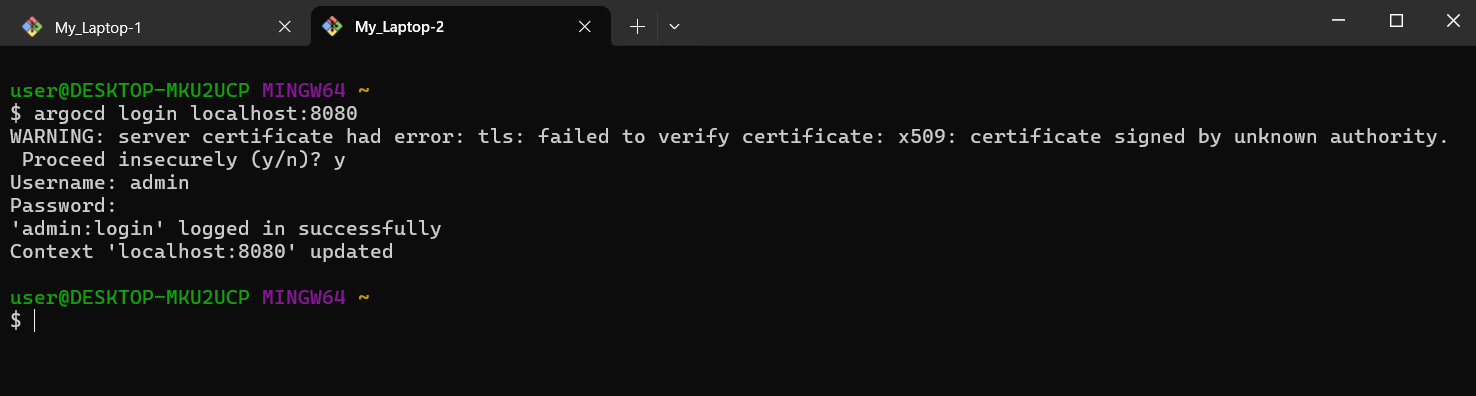 My_Laptop-1
My_Laptop-2
user@DESKTOP-MKU2UCP MINGW64 ~
$ argocd login localhost:8080
WARNING: server certificate had error: tls: failed to verify certificate: x509: certificate signed by unknown authority.
 Proceed insecurely (y/n)? y
Username: admin
Password:
'admin:login' logged in successfully
Context 'localhost:8080' updated
user@DESKTOP-MKU2UCP MINGW64 ~
$